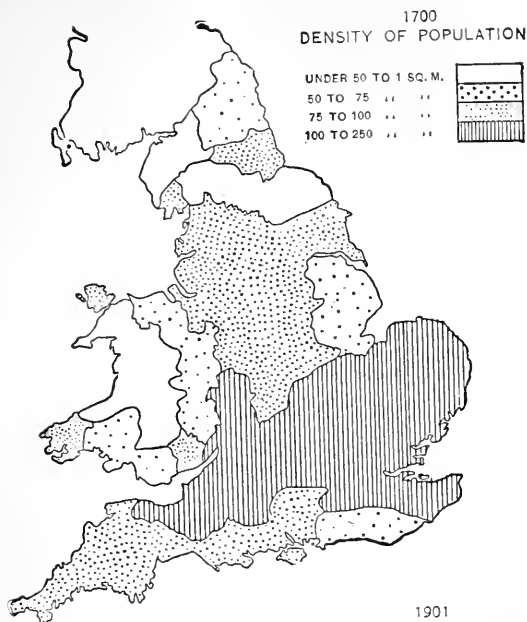 1700
DENSITY OF POPULATION
UNDER 50 TO 1 SQ. M.
50 TO 75 " "
75 TO 100 " "
100 TO 250 " "
1901